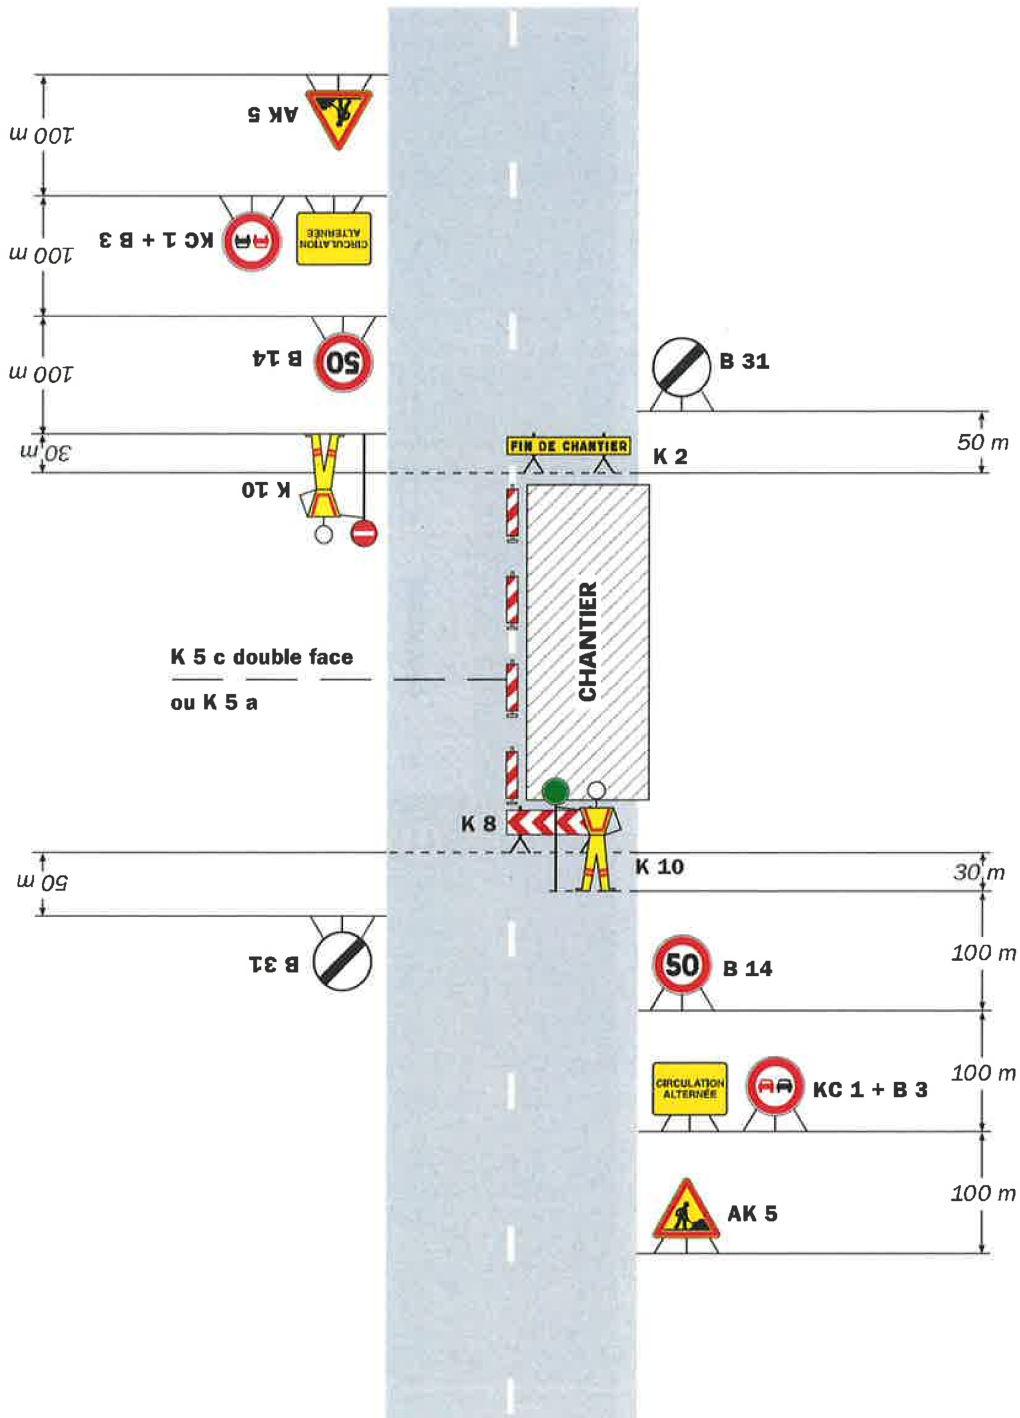 AK 5
100 m
KC 1 + B 3
CIRCULATION
ALTERNÉE
100 m
B 14
50
100 m
30 m
K 10
B 31
50 m
FIN DE CHANTIER
K 2
CHANTIER
K 5 c double face
ou K 5 a
K 8
K 10
30 m
50 m
B 31
50
B 14
100 m
CIRCULATION
ALTERNÉE
KC 1 + B 3
100 m
AK 5
100 m